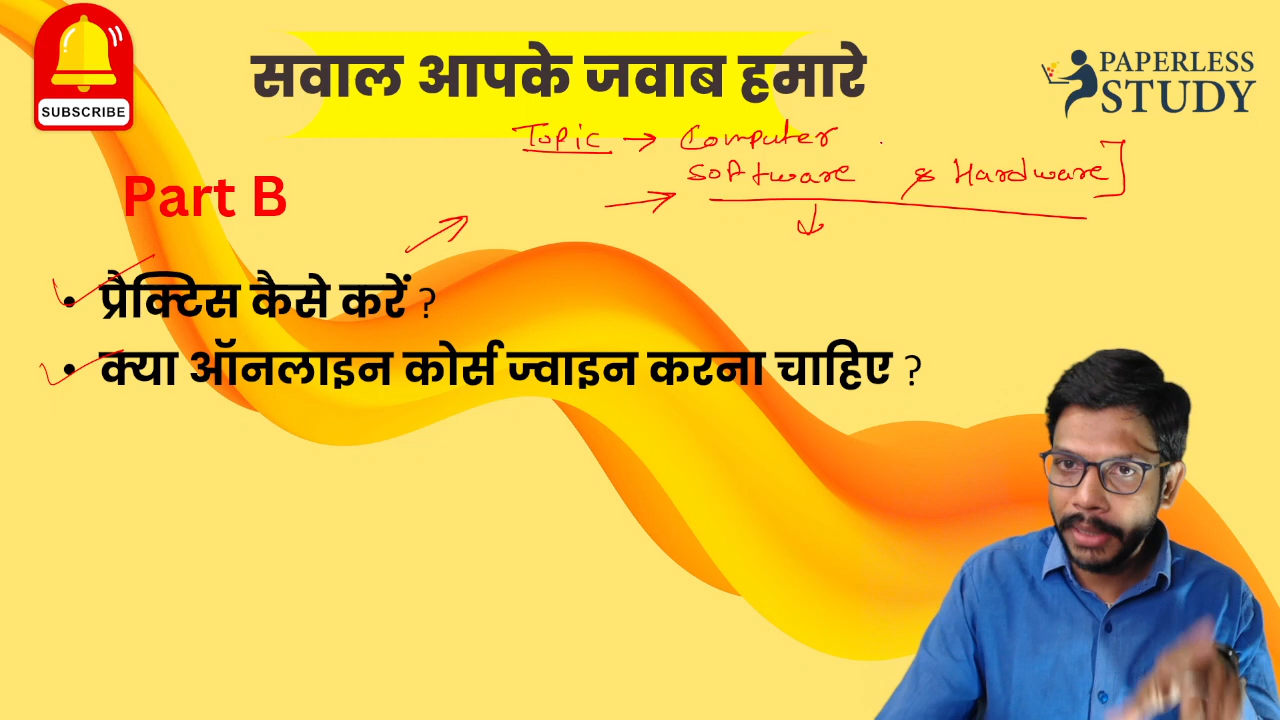 सवाल आपके जवाब हमारे
PAPERLESS
STUDY
SUBSCRIBE
Topic → Computer
Software & Hardware]
Part B
• प्रैक्टिस कैसे करें ?
• क्या ऑनलाइन कोर्स ज्वाइन करना चाहिए ?